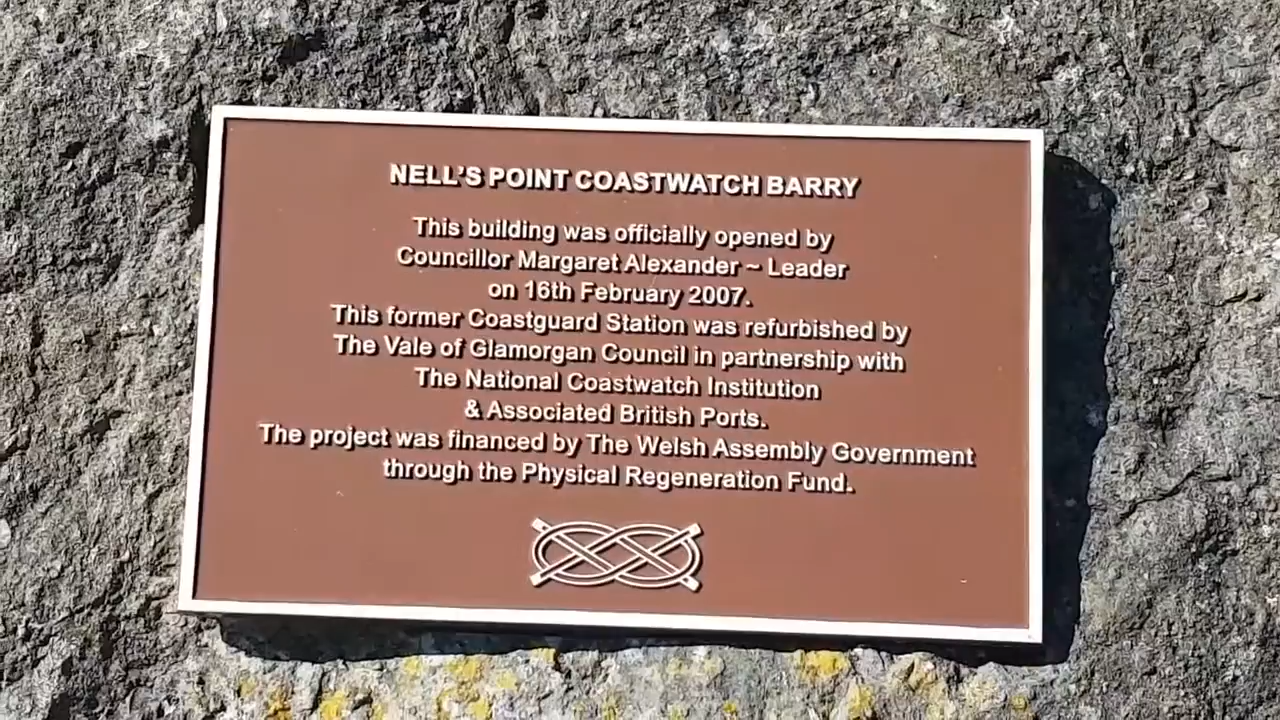 NELL'S POINT COASTWATCH BARRY
This building was officially opened by
Councillor Margaret Alexander ~ Leader
on 16th February 2007.
This former Coastguard Station was refurbished by
The Vale of Glamorgan Council in partnership with
The National Coastwatch Institution
& Associated British Ports.
The project was financed by The Welsh Assembly Government
through the Physical Regeneration Fund.